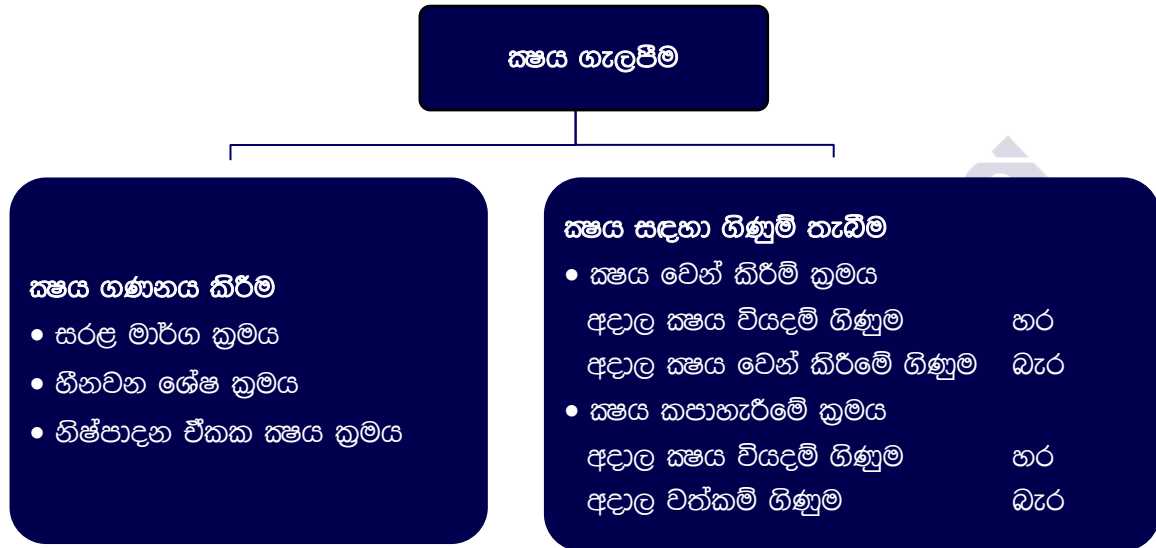 ක්‍ෂය ගැලපීම
ක්‍ෂය ගණනය කිරීම
• සරළ මාර්ග ක්‍රමය
• හීනවන ශේෂ ක්‍රමය
• නිෂ්පාදන ඒකක ක්‍ෂය ක්‍රමය
ක්‍ෂය සඳහා ගිණුම් තැබීම
• ක්‍ෂය වෙන් කිරීම් ක්‍රමය
අදාල ක්‍ෂය වියදම් ගිණුම හර
අදාල ක්‍ෂය වෙන් කිරීමේ ගිණුම බැර
• ක්‍ෂය කපාහැරීමේ ක්‍රමය
අදාල ක්‍ෂය වියදම් ගිණුම හර
අදාල වත්කම් ගිණුම බැර